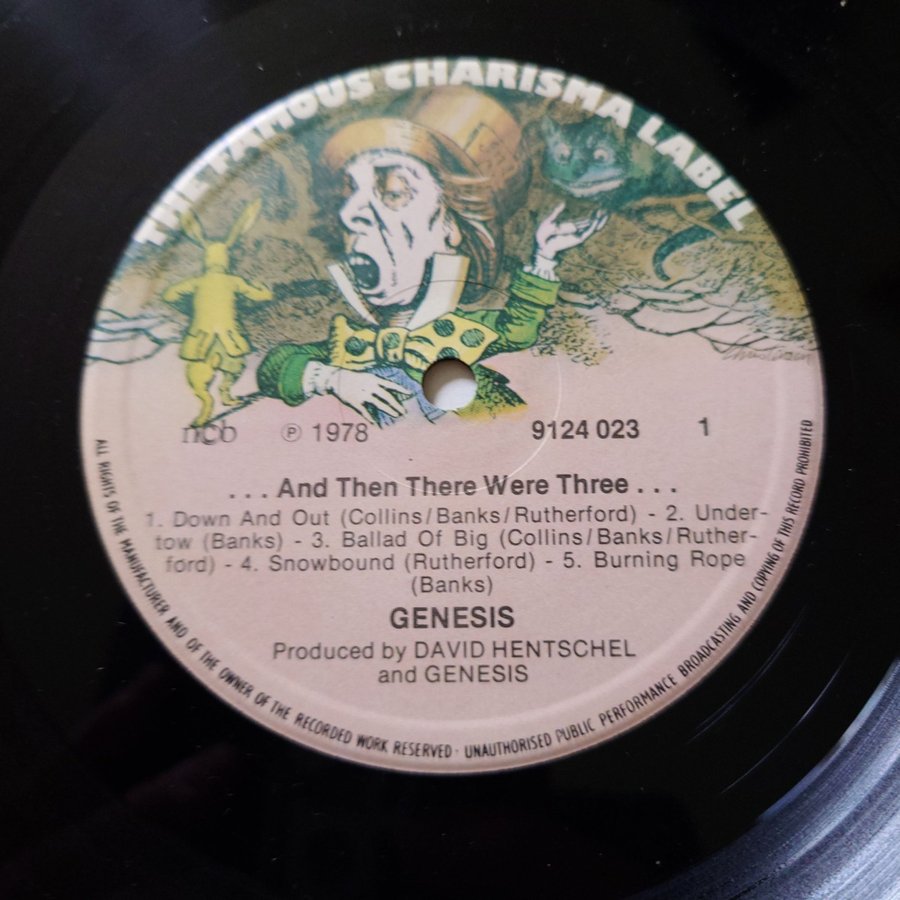 THE FAMOUS CHARISMA LABEL
ncb ℗ 1978 9124 023 1
...And Then There Were Three...
1. Down And Out (Collins/Banks/Rutherford) - 2. Under-
tow (Banks) - 3. Ballad Of Big (Collins/Banks/Ruther-
ford) - 4. Snowbound (Rutherford) - 5. Burning Rope
(Banks)
GENESIS
Produced by DAVID HENTSCHEL
and GENESIS
ALL RIGHTS OF THE MANUFACTURER AND OF THE OWNER OF THE RECORDED WORK RESERVED · UNAUTHORISED PUBLIC PERFORMANCE BROADCASTING AND COPYING OF THIS RECORD PROHIBITED